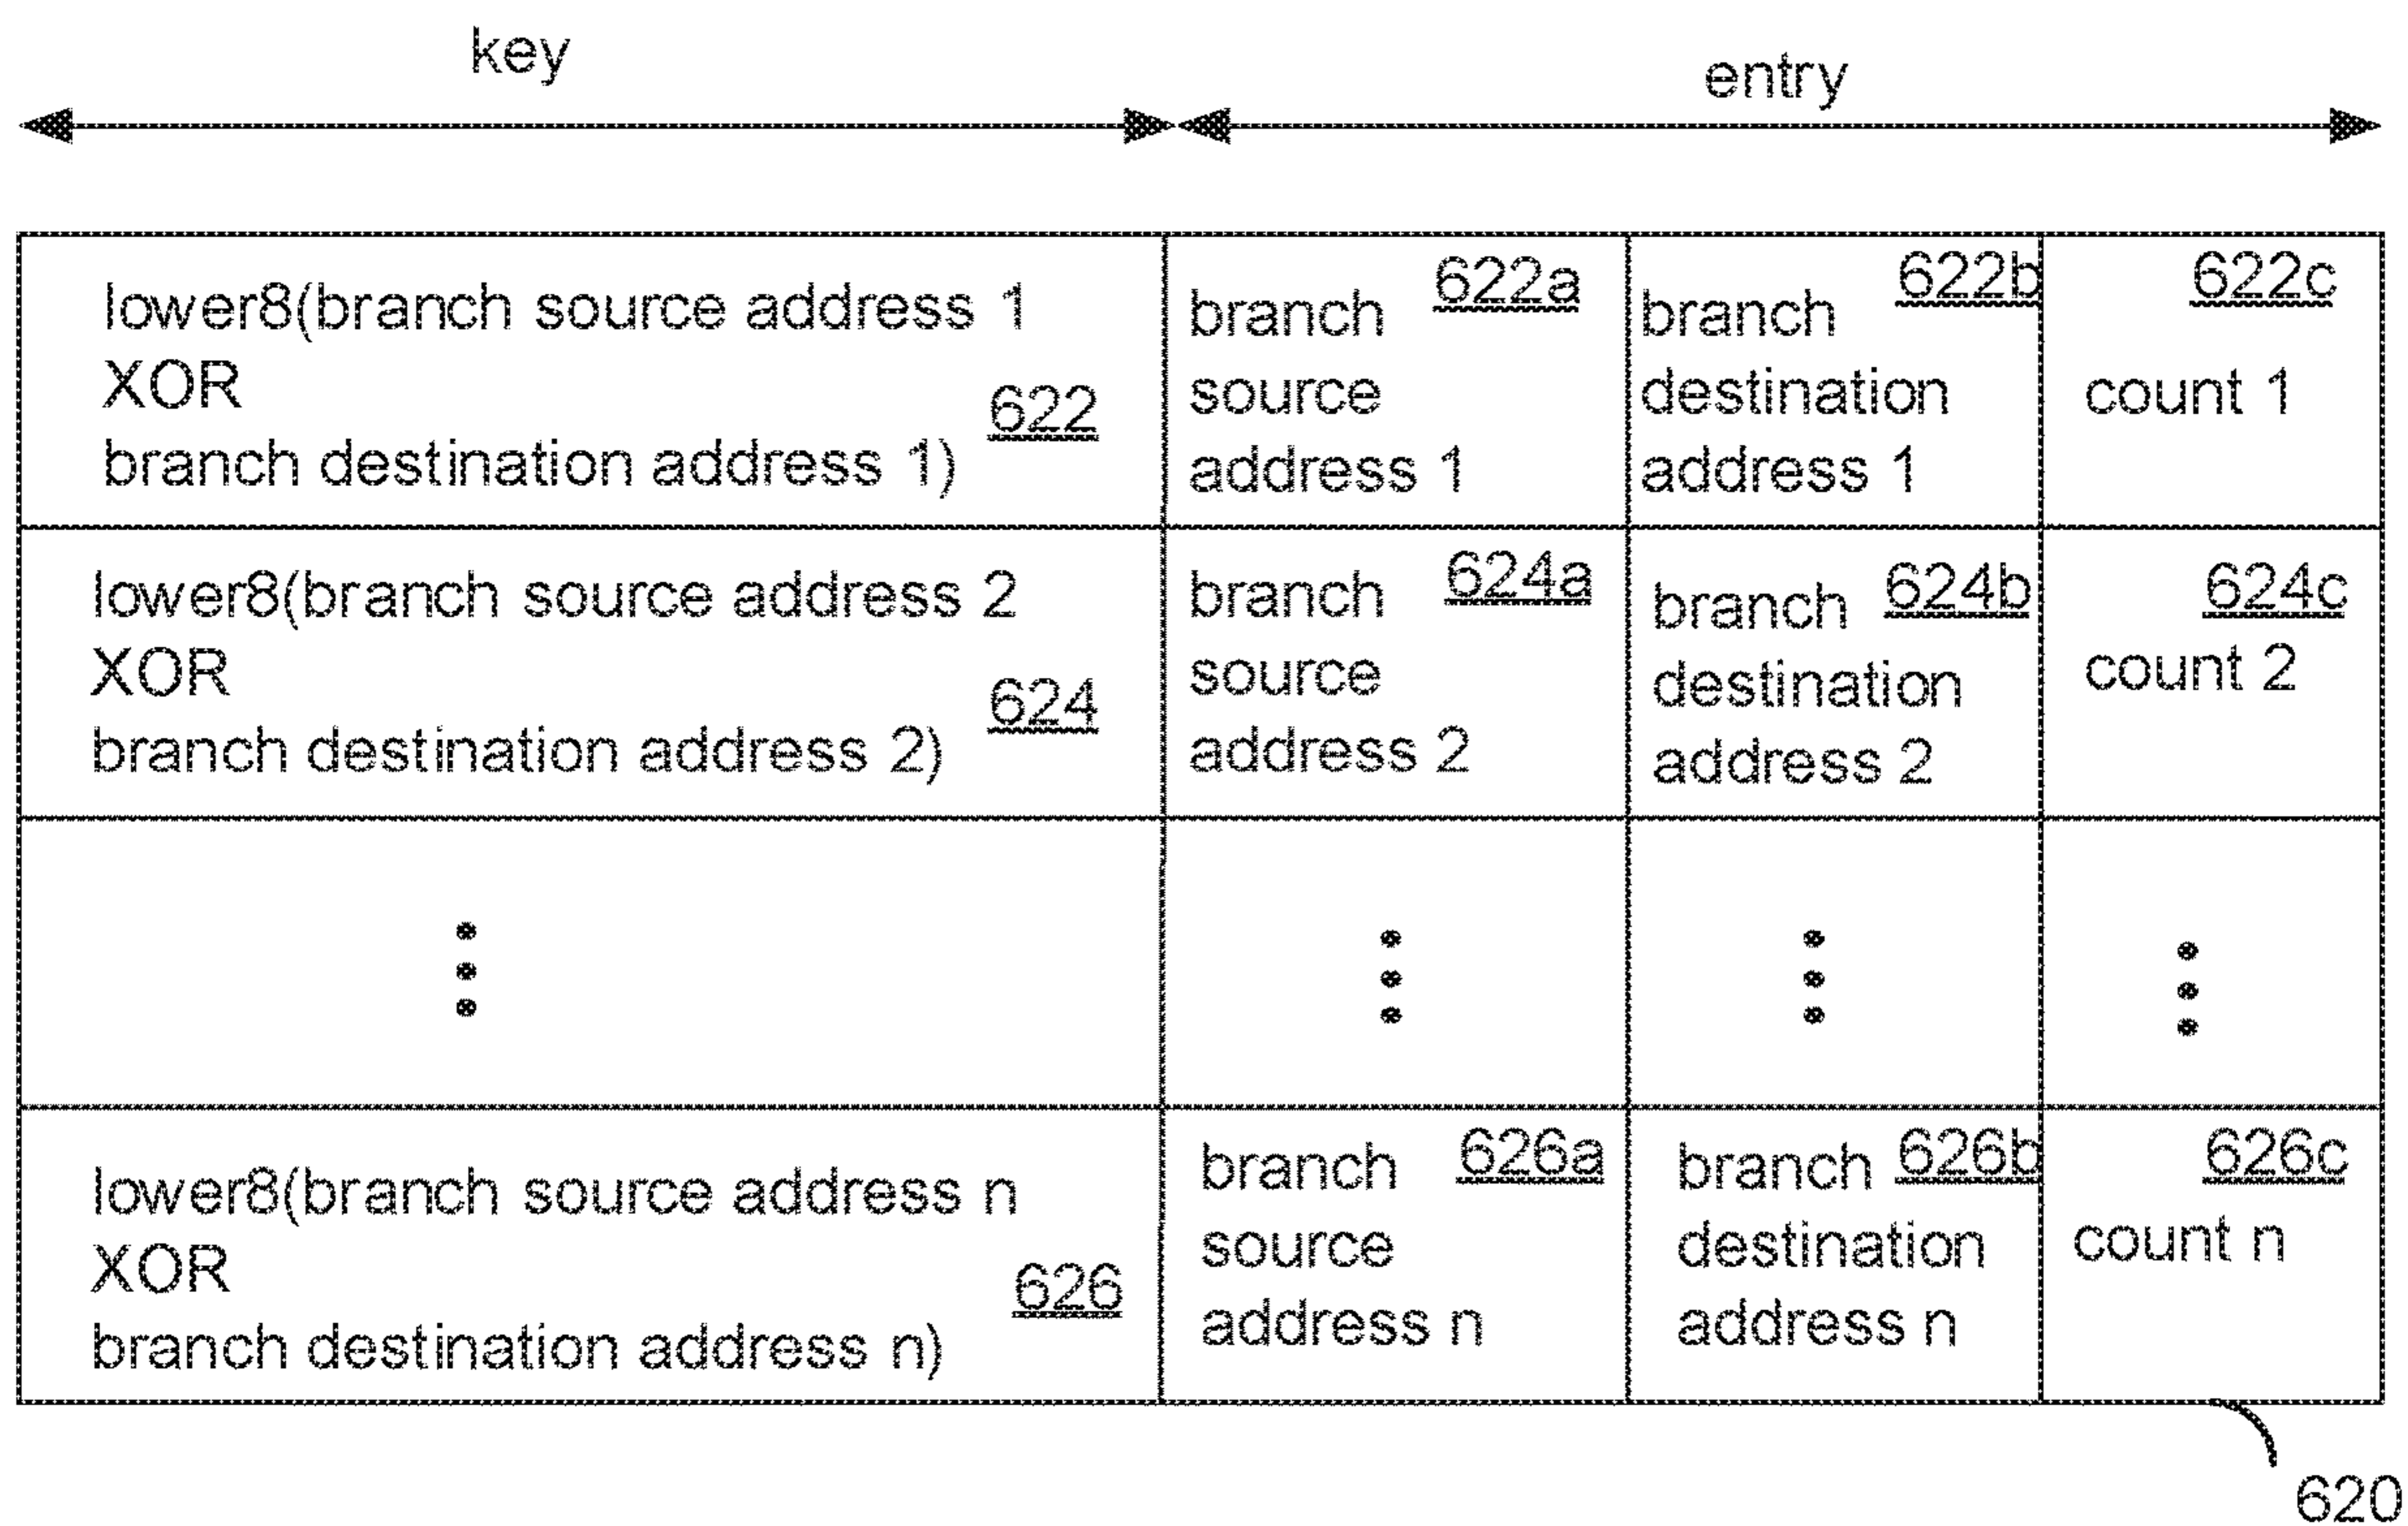 key
entry
lower8(branch source address 1
XOR
622
branch destination address 1)
branch 622a
source
address 1
branch 622b
destination
address 1
622c
count 1
lower8(branch source address 2
XOR
624
branch destination address 2)
branch 624a
source
address 2
branch 624b
destination
address 2
624c
count 2
lower8(branch source address n
XOR
626
branch destination address n)
branch 626a
source
address n
branch 626b
destination
address n
626c
count n
620